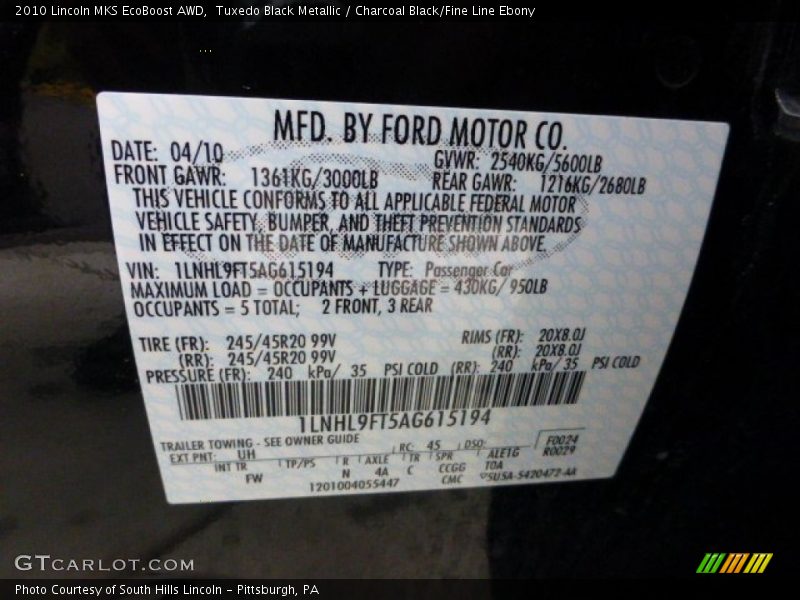 2010 Lincoln MKS EcoBoost AWD, Tuxedo Black Metallic / Charcoal Black/Fine Line Ebony
MFD. BY FORD MOTOR CO.
DATE: 04/10 GVWR: 2540KG/5600LB
FRONT GAWR: 1361KG/3000LB REAR GAWR: 1216KG/2680LB
THIS VEHICLE CONFORMS TO ALL APPLICABLE FEDERAL MOTOR
VEHICLE SAFETY, BUMPER, AND THEFT PREVENTION STANDARDS
IN EFFECT ON THE DATE OF MANUFACTURE SHOWN ABOVE.
VIN: 1LNHL9FT5AG615194 TYPE: Passenger Car
MAXIMUM LOAD = OCCUPANTS + LUGGAGE = 430KG/ 950LB
OCCUPANTS = 5 TOTAL; 2 FRONT, 3 REAR
TIRE (FR): 245/45R20 99V RIMS (FR): 20X8.0J
(RR): 245/45R20 99V (RR): 20X8.0J
PRESSURE (FR): 240 kPa/ 35 PSI COLD (RR): 240 kPa/ 35 PSI COLD
1LNHL9FT5AG615194
TRAILER TOWING - SEE OWNER GUIDE
EXT PNT: UH RC: 45 DSO: F0024
R0029
INT TR TP/PS R AXLE TR SPR
FW N 4A C CCGG
CMC
1201004055447
GTCARLOT.COM
Photo Courtesy of South Hills Lincoln - Pittsburgh, PA